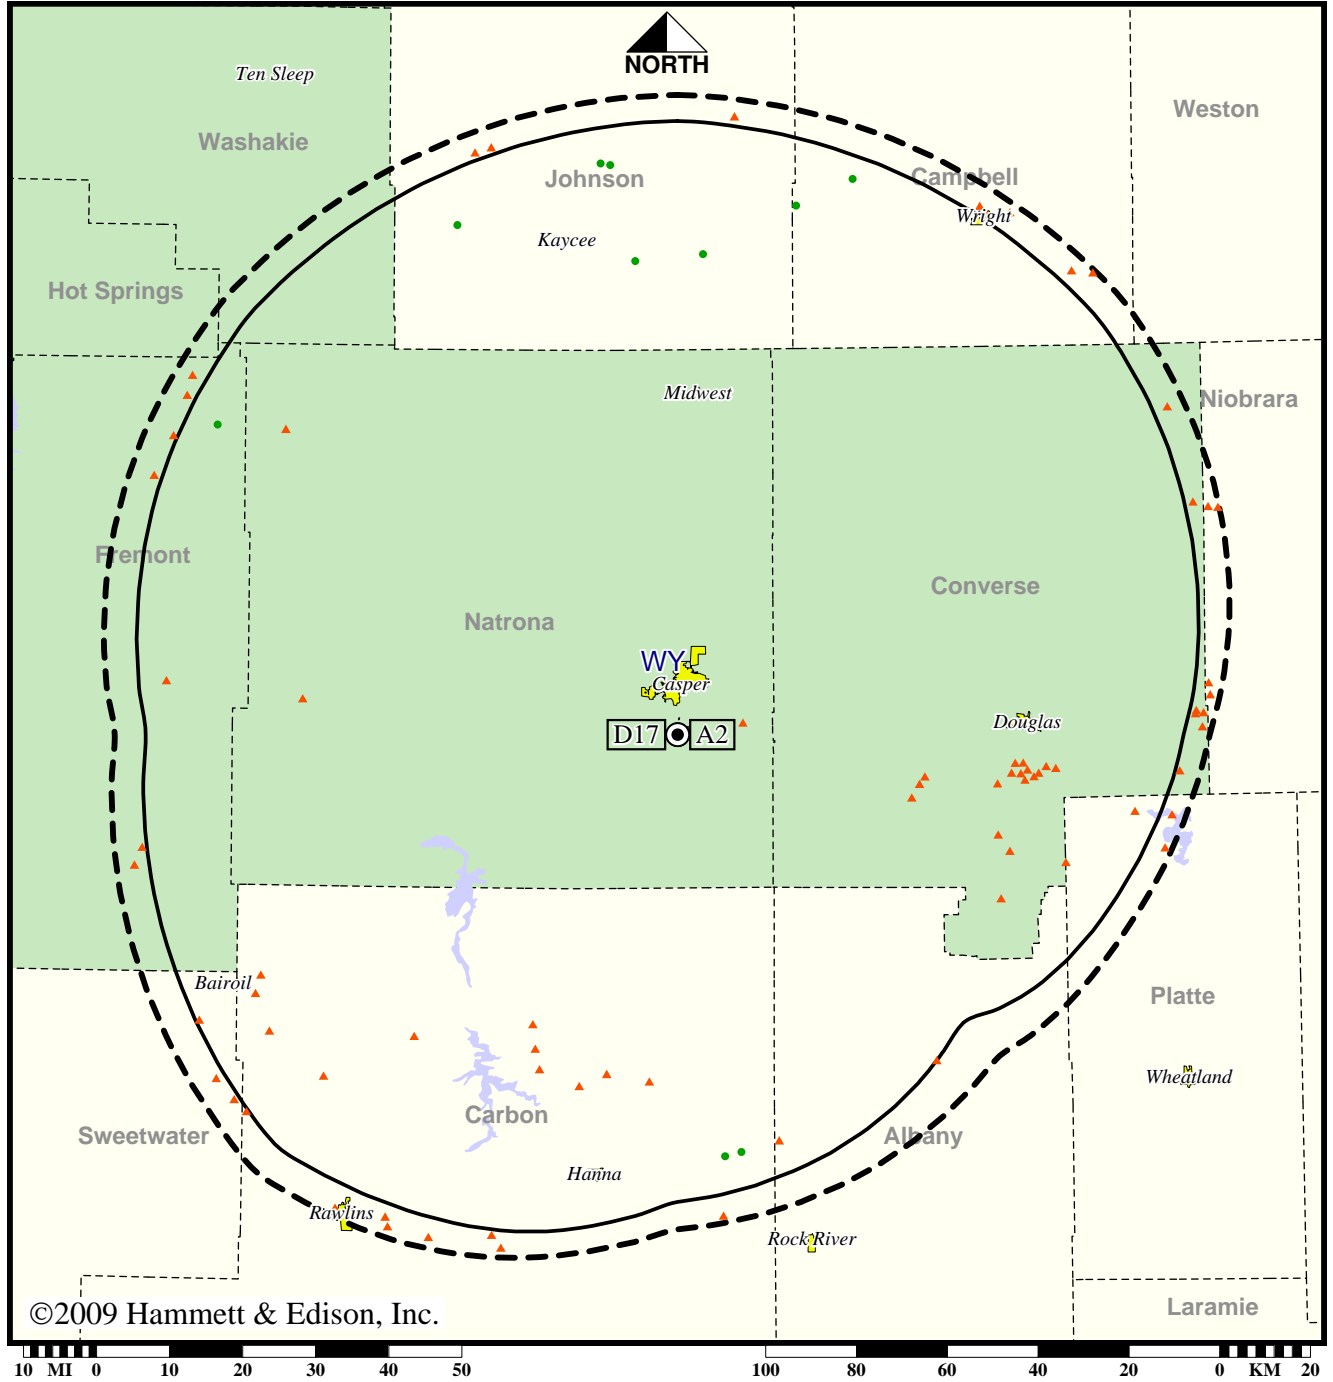 NORTH
Ten Sleep
Weston
Washakie
Johnson
Campbell
Wright
Kaycee
Hot Springs
Midwest
Niobrara
Fremont
Converse
Natrona
WY
Casper
Douglas
D17 A2
Bairoil
Platte
Wheatland
Carbon
Sweetwater
Albany
Hanna
Rawlins
Rock River
©2009 Hammett & Edison, Inc.
Laramie
10 MI 0 10 20 30 40 50 100 80 60 40 20 0 KM 20